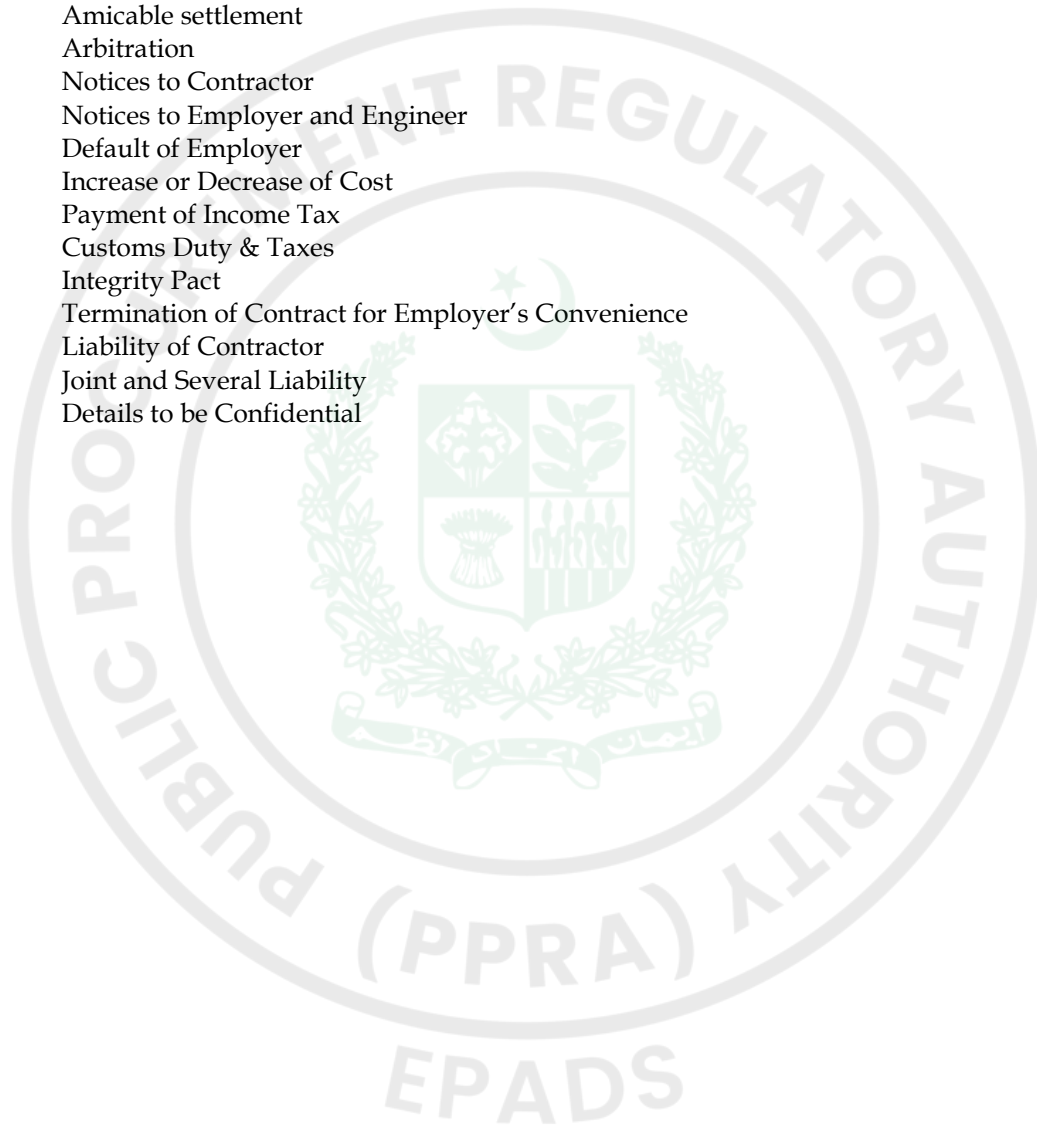 Amicable settlement
Arbitration
Notices to Contractor
Notices to Employer and Engineer
Default of Employer
Increase or Decrease of Cost
Payment of Income Tax
Customs Duty & Taxes
Integrity Pact
Termination of Contract for Employer’s Convenience
Liability of Contractor
Joint and Several Liability
Details to be Confidential
PUBLIC PROCUREMENT REGULATORY AUTHORITY
(PPRA)
EPADS